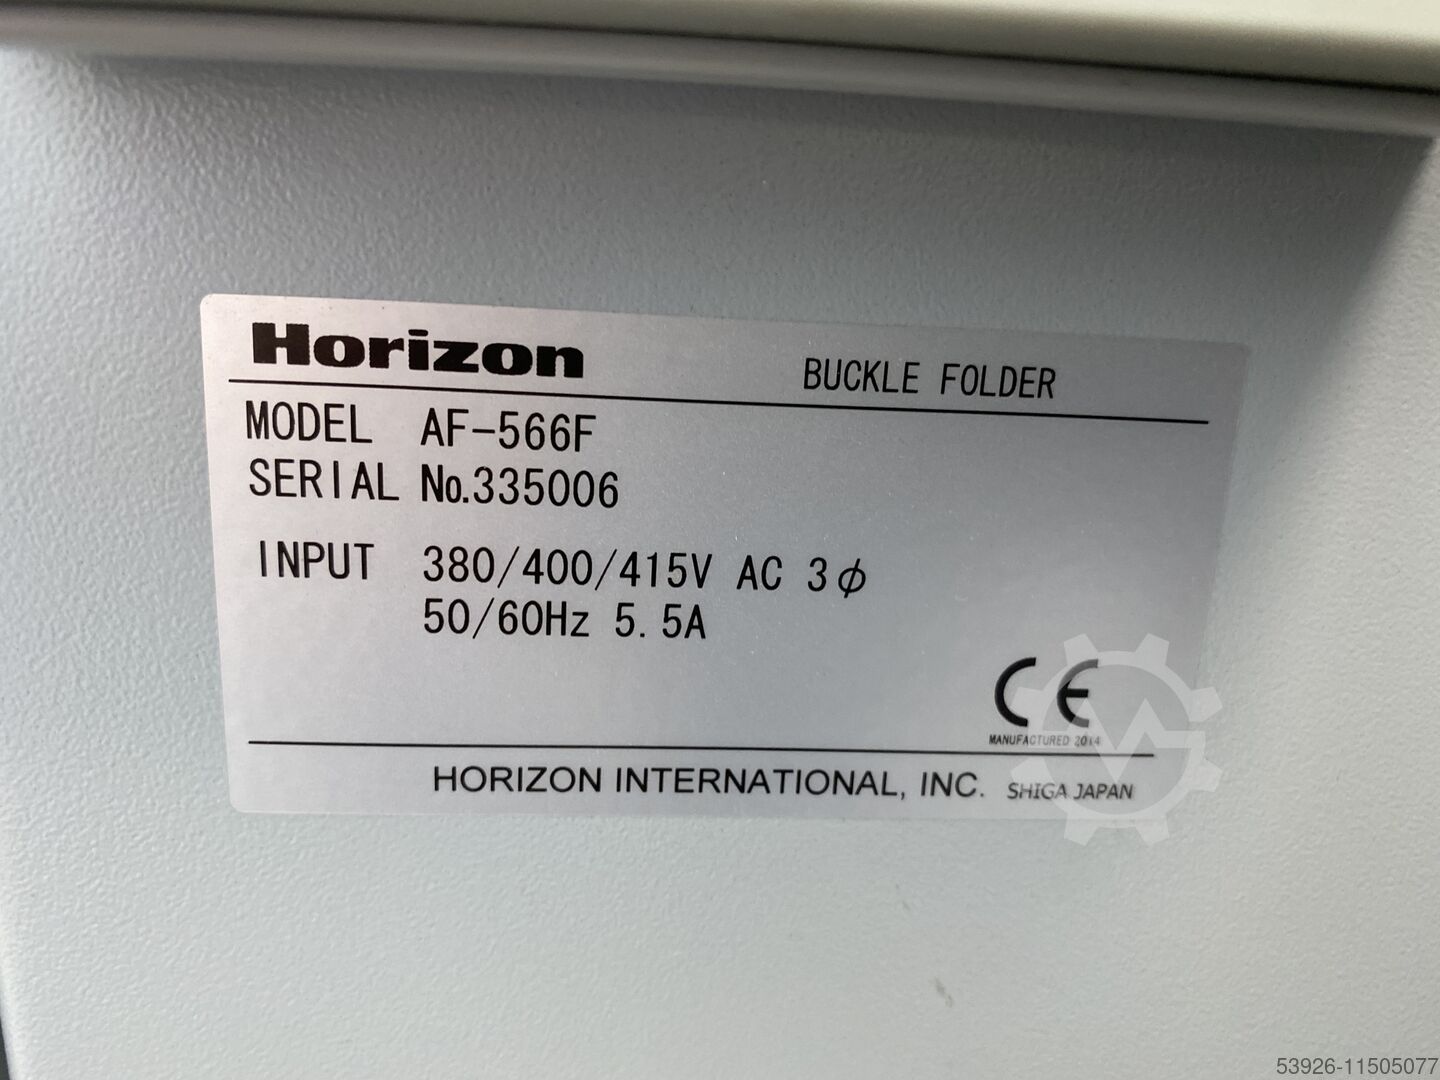 Horizon BUCKLE FOLDER
MODEL AF-566F
SERIAL No.335006
INPUT 380/400/415V AC 3φ
50/60Hz 5.5A
CE
MANUFACTURED 2014
HORIZON INTERNATIONAL, INC. SHIGA JAPAN
53926-11505077